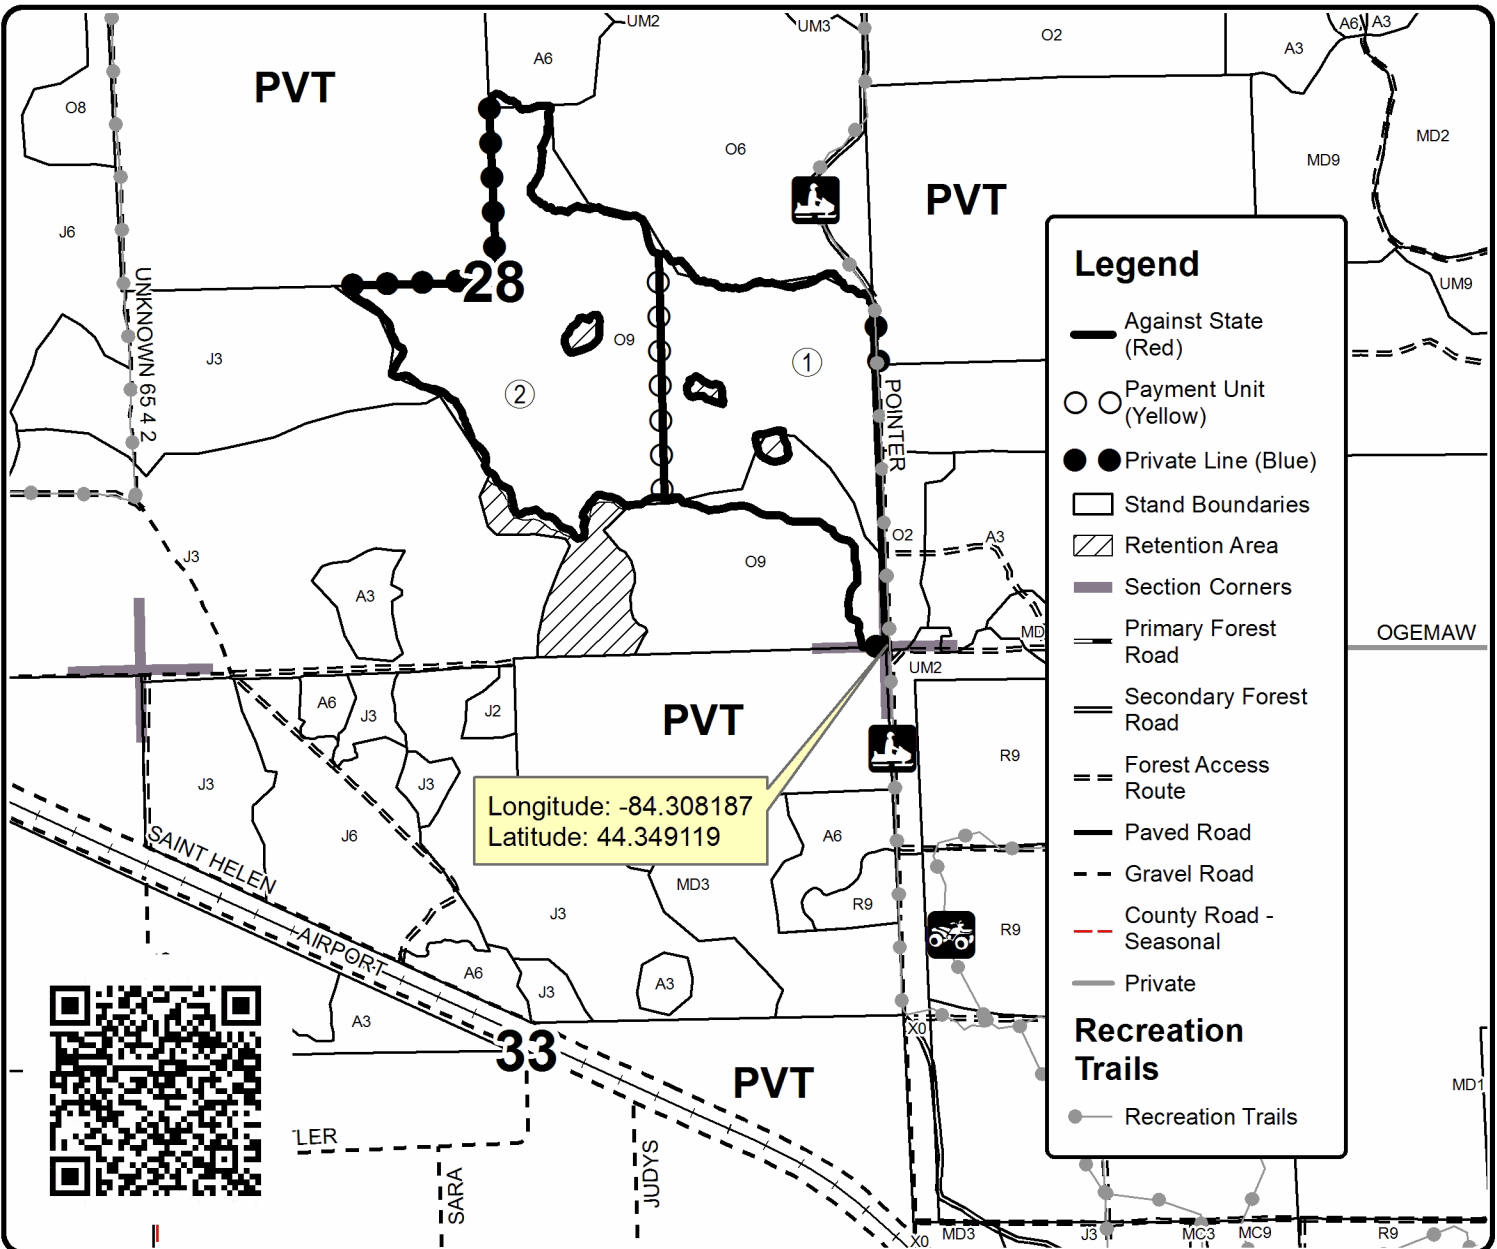 UM2
UM3
O2
A6
A3
A3
A6
PVT
O8
MD2
O6
MD9
PVT
J6
28
UM9
UNKNOWN 65 4 2
J3
O9
1
2
POINTER
J3
O2
A3
O9
A3
MD
OGEMAW
UM2
A6
J3
J2
PVT
R9
J3
J3
Longitude: -84.308187
Latitude: 44.349119
J6
A6
SAINT HELEN
MD3
R9
J3
R9
AIRPORT
A6
J3
A3
A3
X0
33
PVT
MD1
LER
SARA
JUDYS
X0
MD3
J3
MC3
MC9
R9
Legend
Against State
(Red)
Payment Unit
(Yellow)
Private Line (Blue)
Stand Boundaries
Retention Area
Section Corners
Primary Forest
Road
Secondary Forest
Road
Forest Access
Route
Paved Road
Gravel Road
County Road -
Seasonal
Private
Recreation
Trails
Recreation Trails